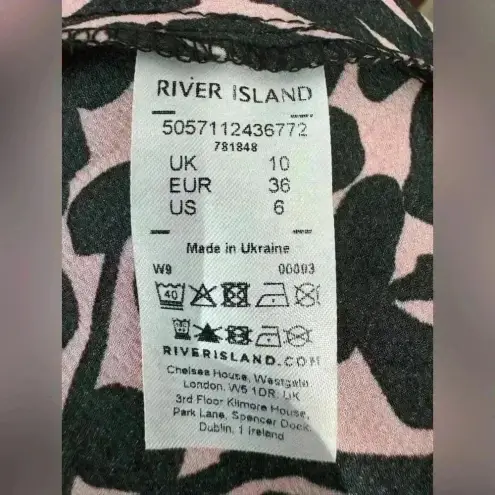 RIVER ISLAND
5057112436772
781848
UK 10
EUR 36
US 6
Made in Ukraine
W9 00003
40
RIVERISLAND.COM
Chelsea House, Westgate
London, W5 1DR. UK
3rd Floor Kilmore House,
Park Lane, Spencer Dock,
Dublin, 1 Ireland